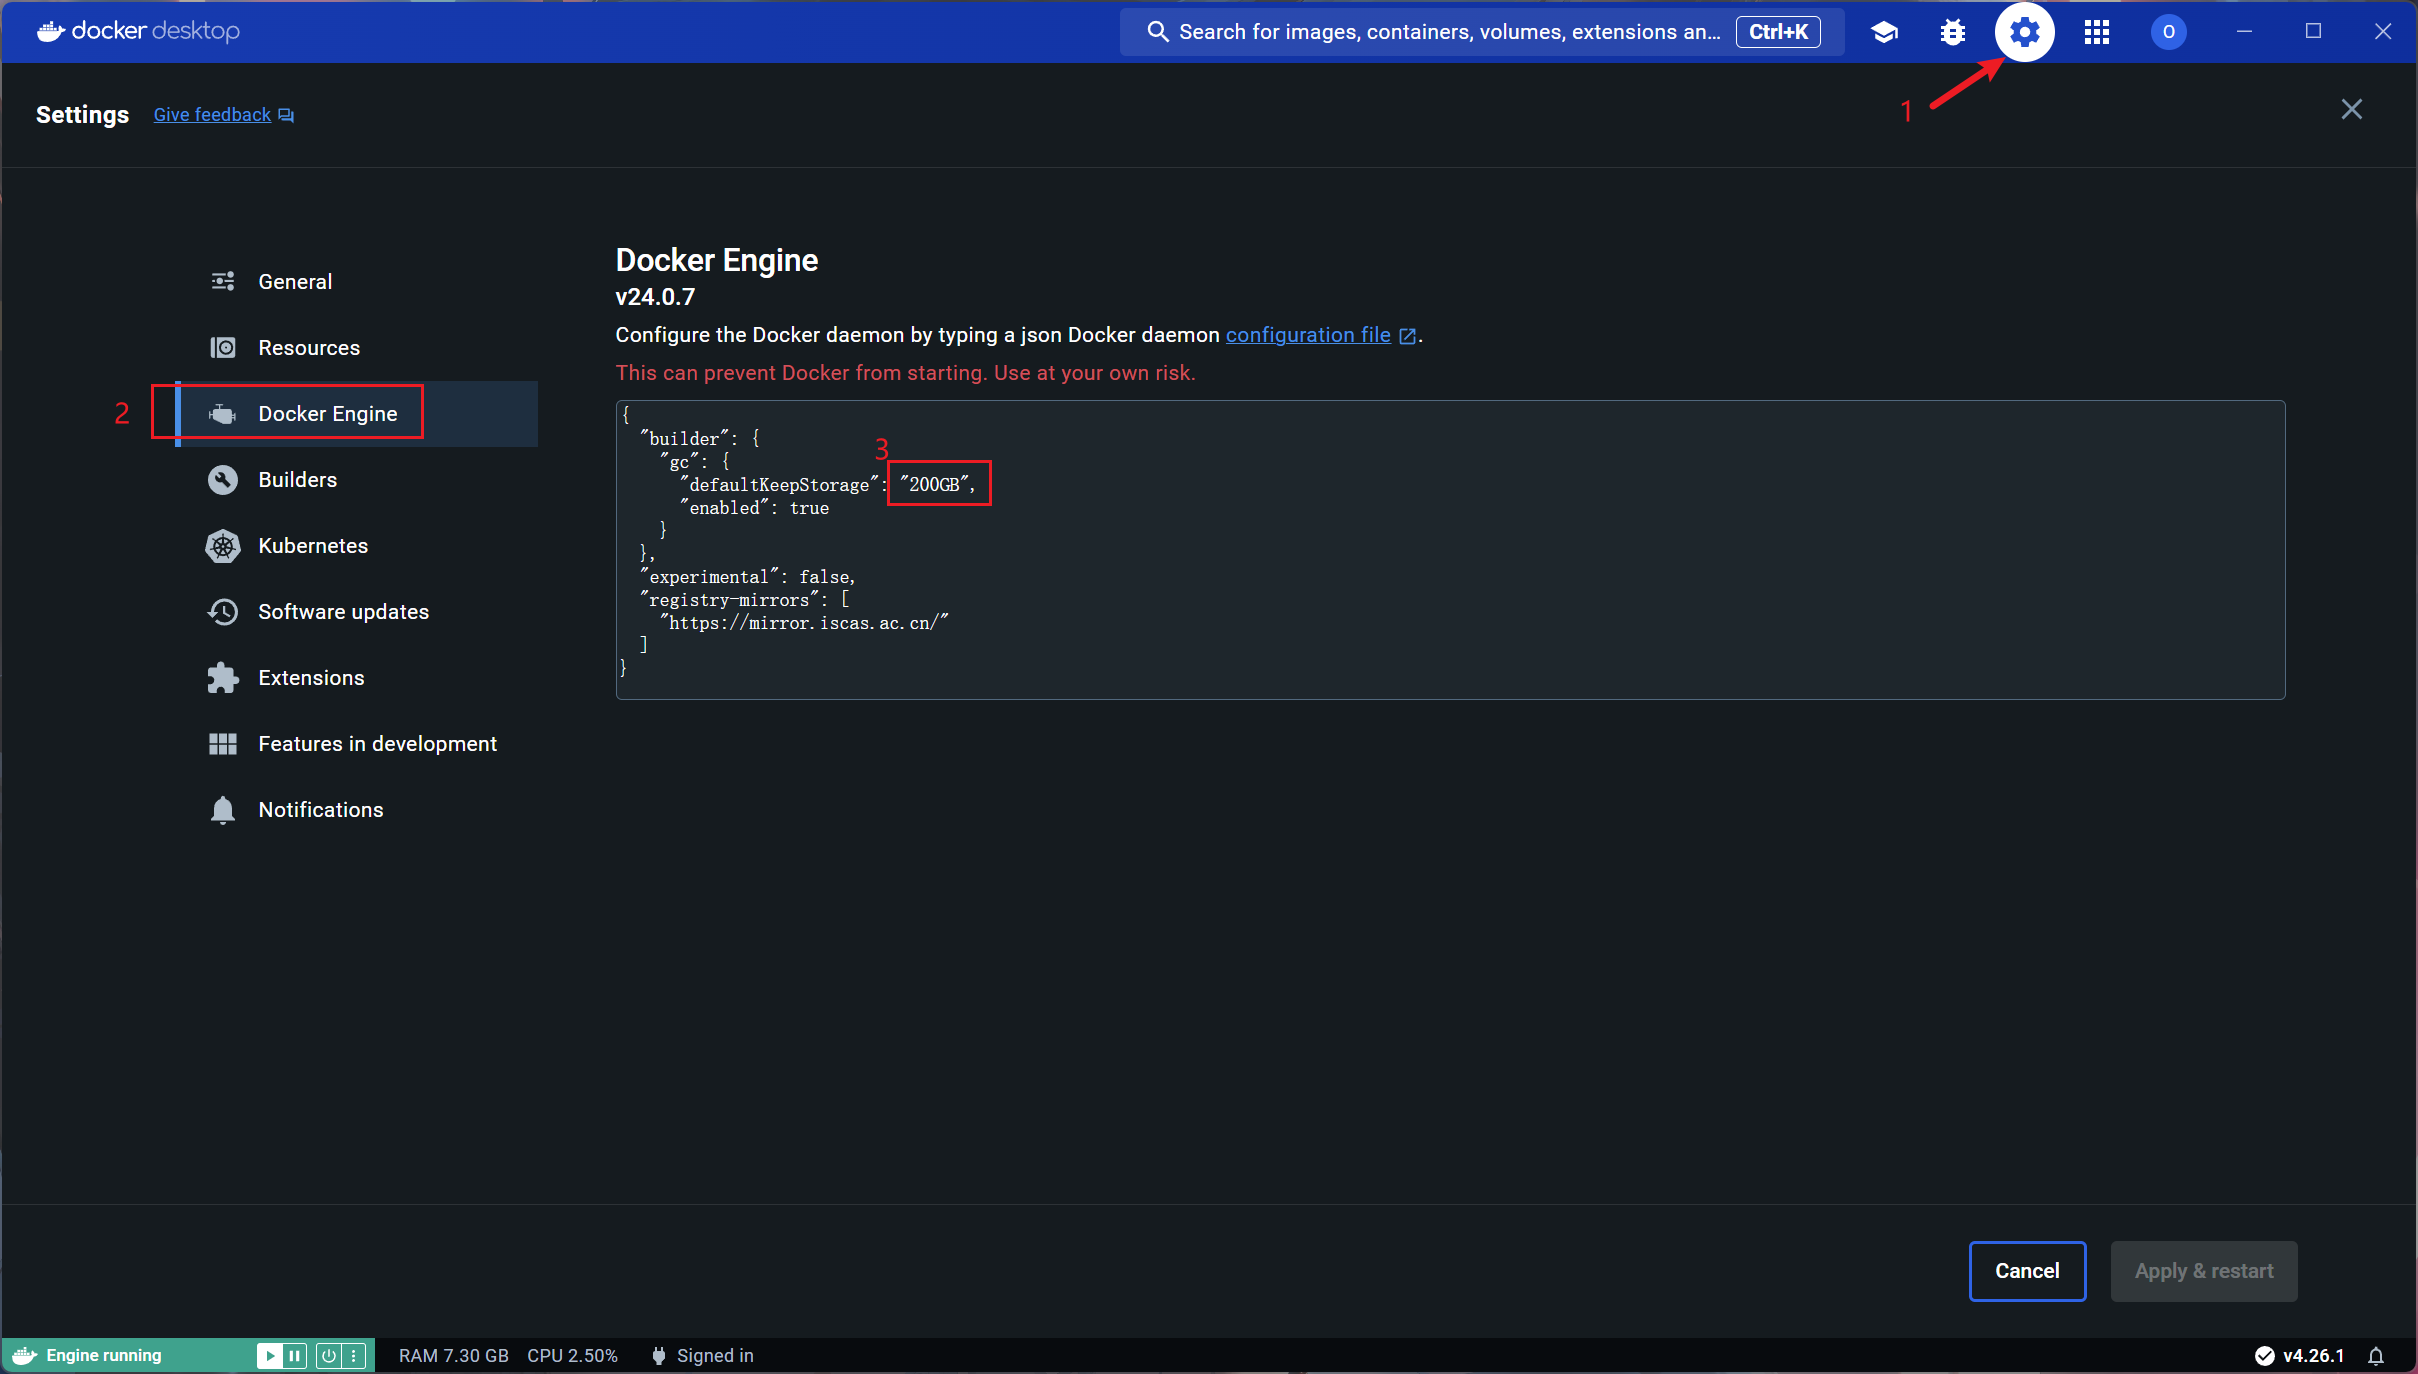 docker desktop
Search for images, containers, volumes, extensions an... Ctrl+K
O
1
Settings Give feedback
General
Resources
2 Docker Engine
Builders
Kubernetes
Software updates
Extensions
Features in development
Notifications
Docker Engine
v24.0.7
Configure the Docker daemon by typing a json Docker daemon configuration file .
This can prevent Docker from starting. Use at your own risk.
{
"builder": {
3
"gc": {
"defaultKeepStorage": "200GB",
"enabled": true
}
},
"experimental": false,
"registry-mirrors": [
"https://mirror.iscas.ac.cn/"
]
}
Cancel Apply & restart
Engine running RAM 7.30 GB CPU 2.50% Signed in v4.26.1